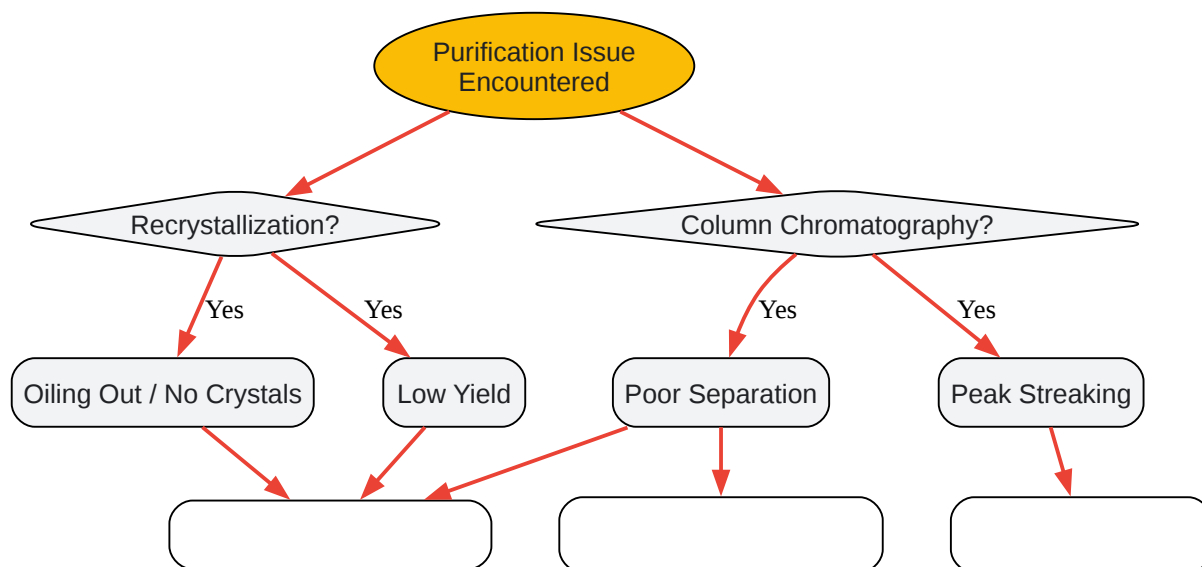 Purification Issue
Encountered
Recrystallization?
Column Chromatography?
Yes
Yes
Yes
Yes
Oiling Out / No Crystals
Low Yield
Poor Separation
Peak Streaking